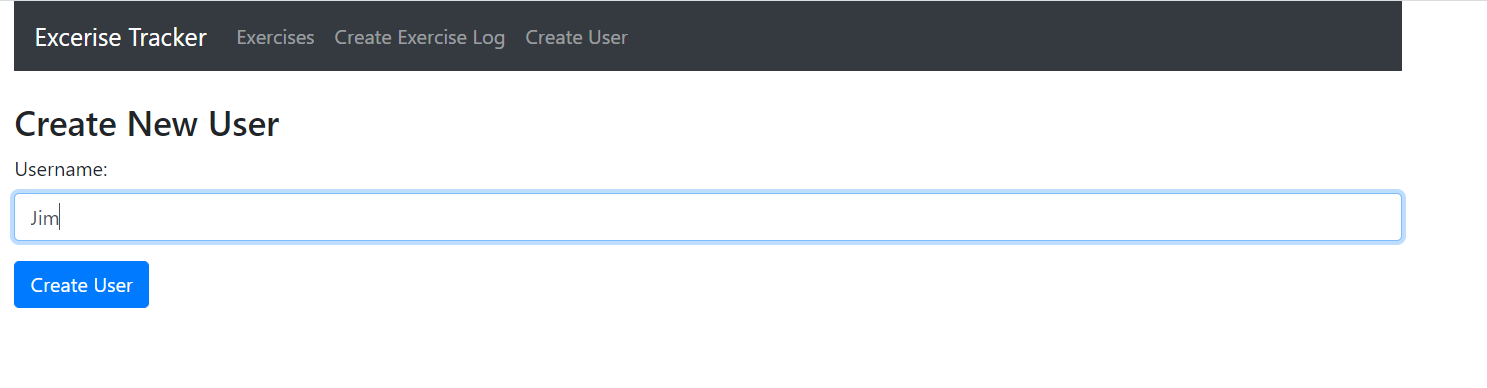 Excerise Tracker Exercises Create Exercise Log Create User
Create New User
Username:
Jim
Create User